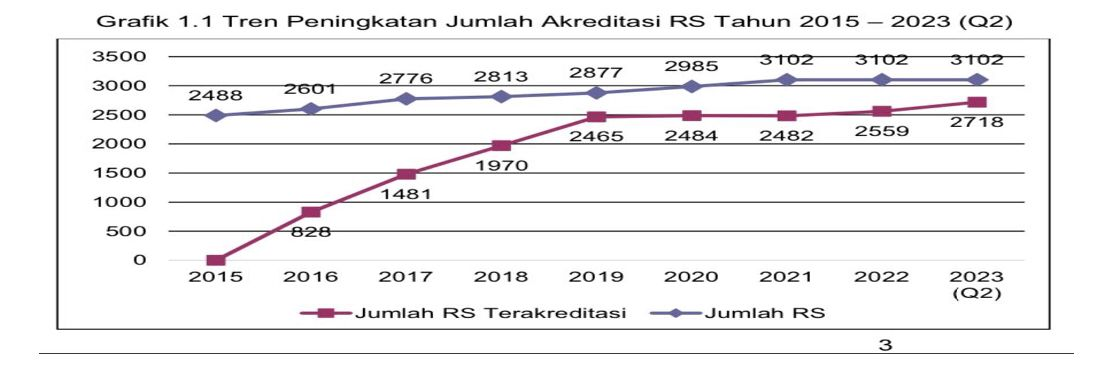 Grafik 1.1 Tren Peningkatan Jumlah Akreditasi RS Tahun 2015 – 2023 (Q2)
3500
3000
2500
2000
1500
1000
500
0
2488 2601 2776 2813 2877 2985 3102 3102 3102
828 1481 1970 2465 2484 2482 2559 2718
2015 2016 2017 2018 2019 2020 2021 2022 2023
(Q2)
Jumlah RS Terakreditasi Jumlah RS
3